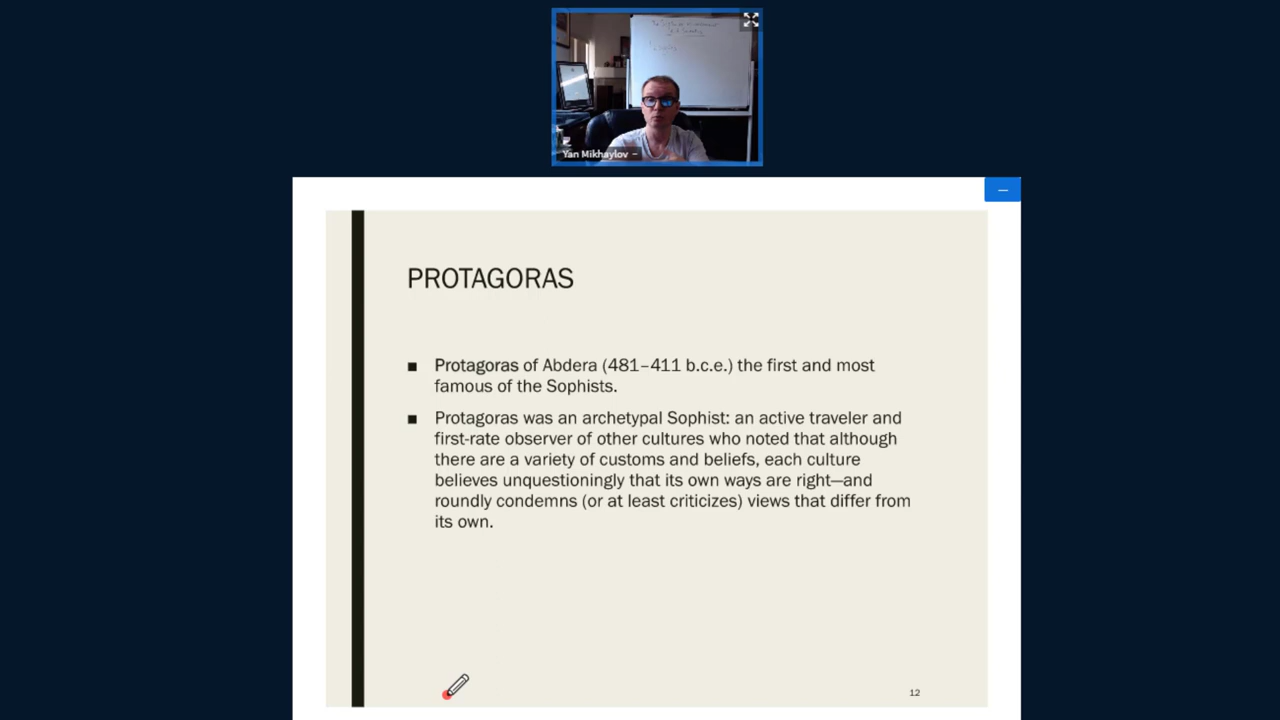 Yan Mikhaylov
PROTAGORAS
■ Protagoras of Abdera (481–411 b.c.e.) the first and most
famous of the Sophists.
■ Protagoras was an archetypal Sophist: an active traveler and
first-rate observer of other cultures who noted that although
there are a variety of customs and beliefs, each culture
believes unquestioningly that its own ways are right—and
roundly condemns (or at least criticizes) views that differ from
its own.
12